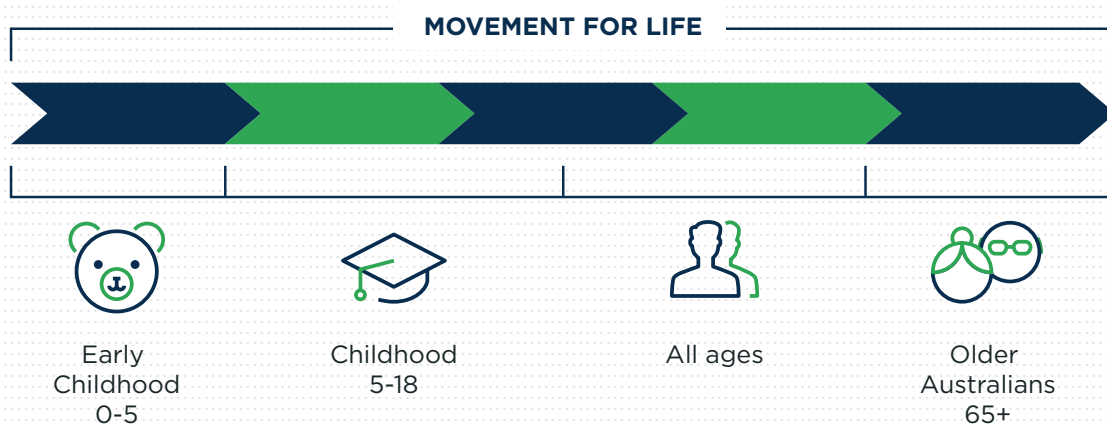 MOVEMENT FOR LIFE
Early
Childhood
0-5
Childhood
5-18
All ages
Older
Australians
65+